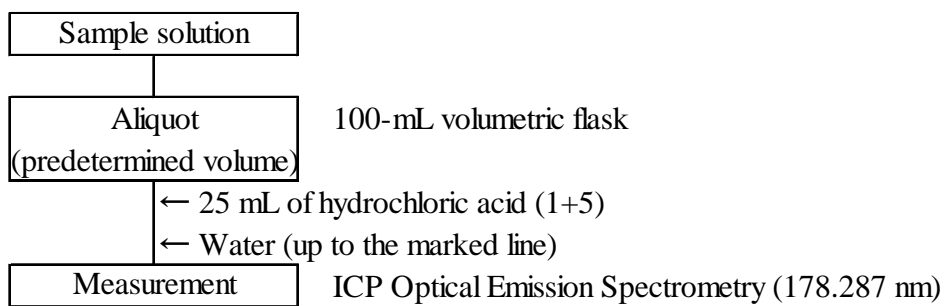 Sample solution
Aliquot 100-mL volumetric flask
(predetermined volume)
← 25 mL of hydrochloric acid (1+5)
← Water (up to the marked line)
Measurement ICP Optical Emission Spectrometry (178.287 nm)